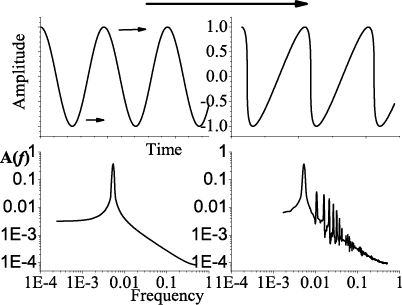 Amplitude
1.0
0.5
0.0
-0.5
-1.0
Time
A(f)
1
0.1
0.01
1E-3
1E-4
1
0.1
0.01
1E-3
1E-4
1E-4 1E-3 0.01 0.1 1
1E-4 1E-3 0.01 0.1 1
Frequency